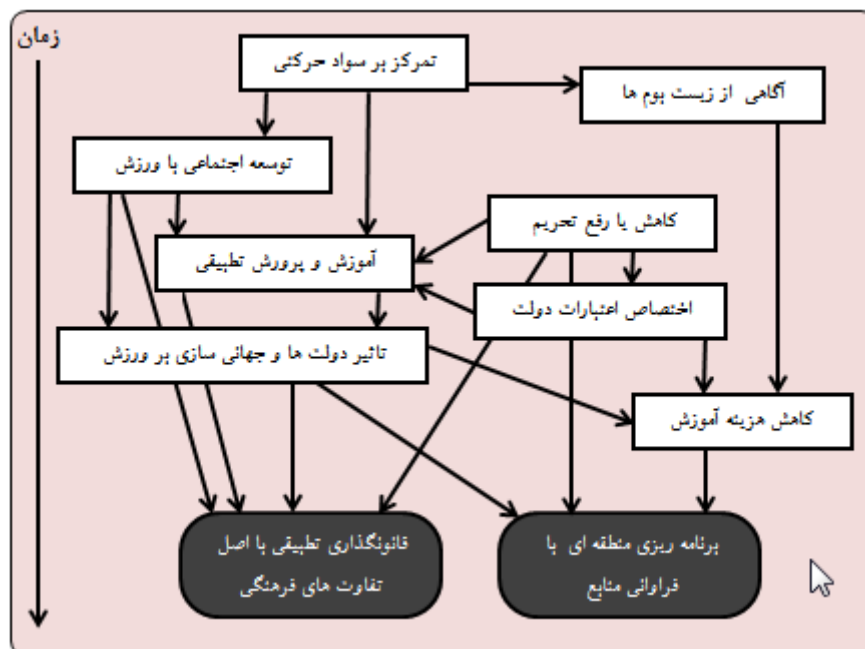 زمان
تمرکز بر سواد حرکتی
آگاهی از زیست بوم ها
توسعه اجتماعی با ورزش
کاهش یا رفع تحریم
آموزش و پرورش تطبیقی
اختصاص اعتبارات دولت
تاثیر دولت ها و جهانی سازی بر ورزش
کاهش هزینه آموزش
قانونگذاری تطبیقی با اصل
تفاوت های فرهنگی
برنامه ریزی منطقه ای با
فراوانی منابع